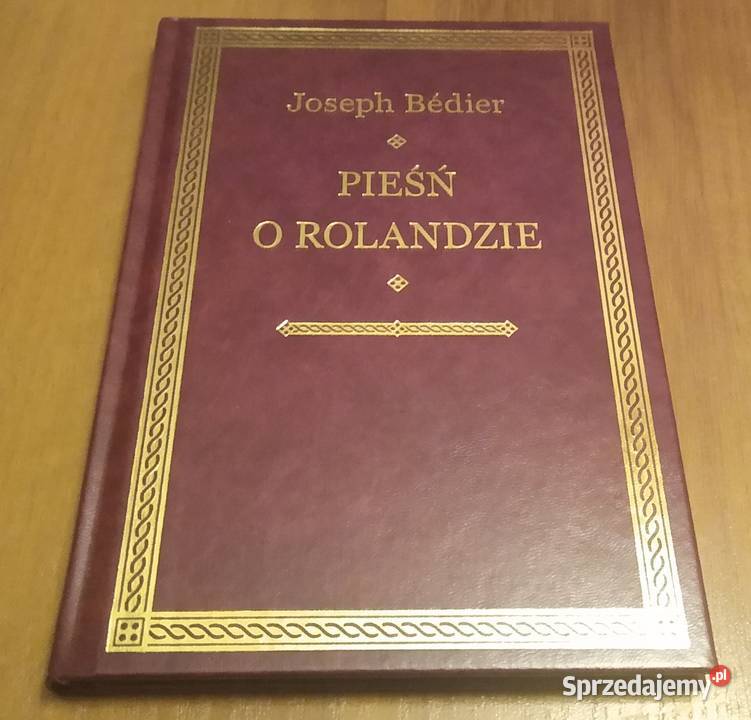 Joseph Bédier
PIEŚŃ
O ROLANDZIE
Sprzedajemy.pl